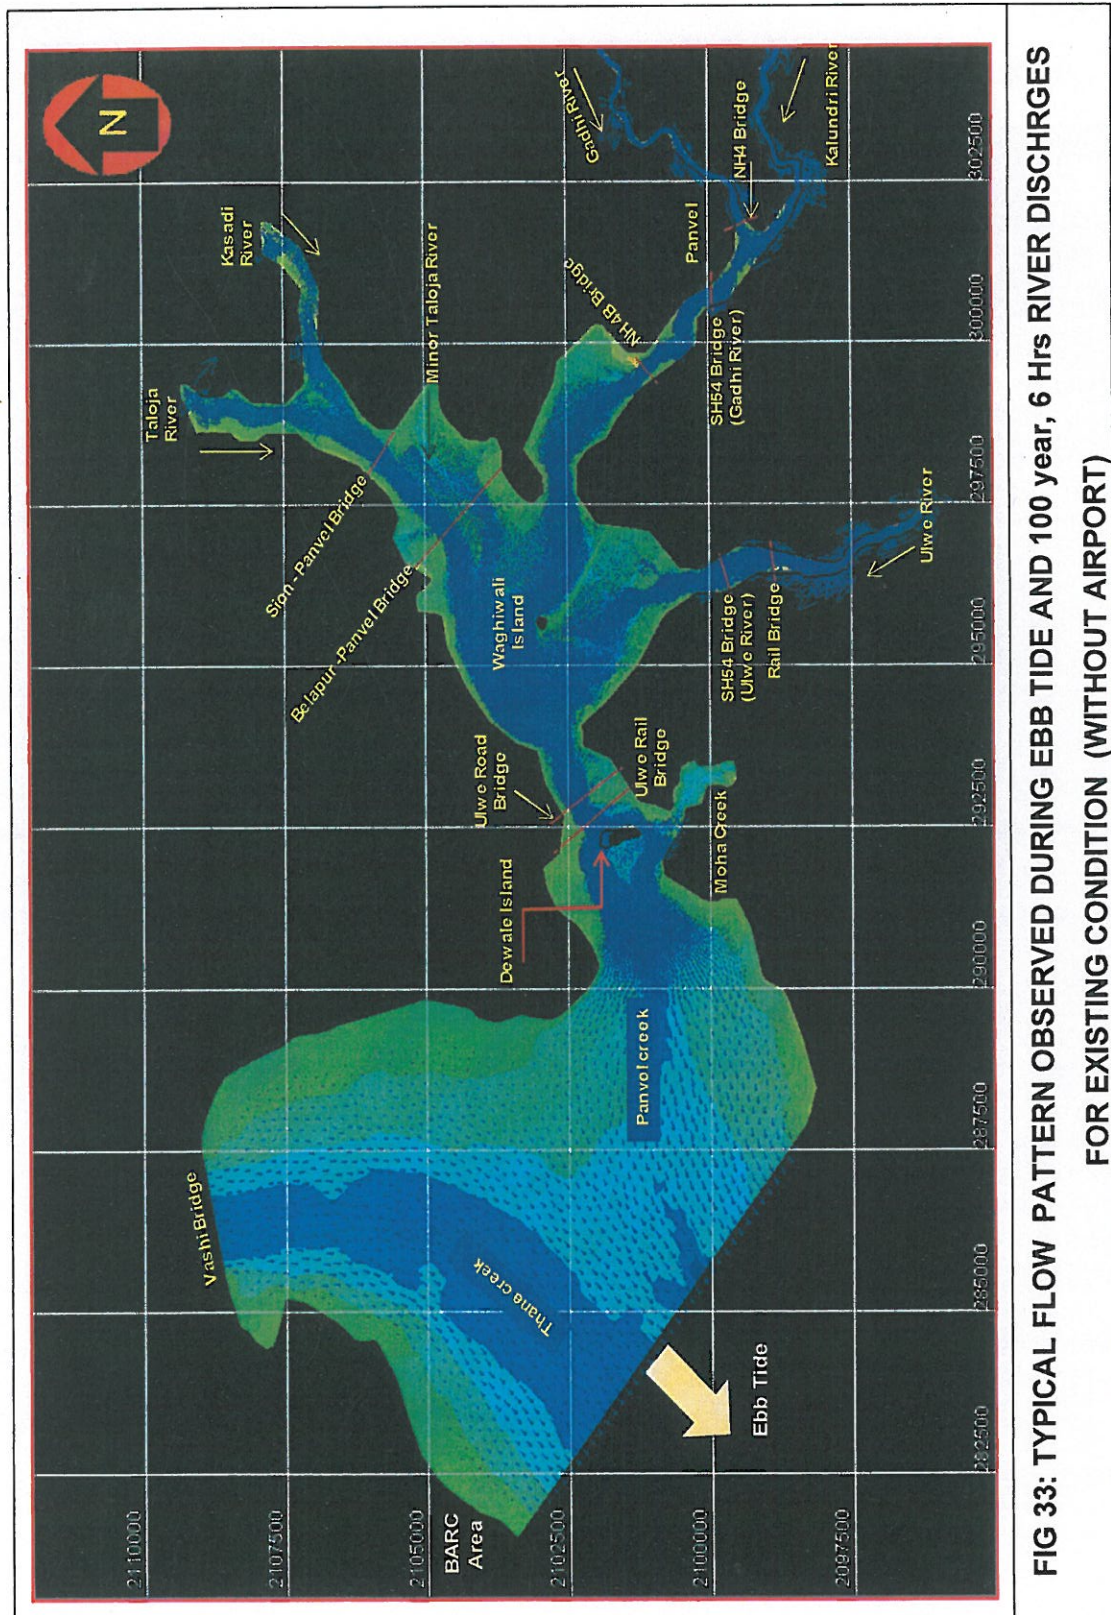 N
Kasadi
River
Taloja
River
Gadhi River
Kalundri River
NH4 Bridge
Panvel
Minor Taloja River
NH 4B Bridge
SH54 Bridge
(Gadhi River)
Sion - Panvel Bridge
Belapur -Panvel Bridge
Waghiwali
Island
Ulwe River
SH54 Bridge
(Ulwe River)
Rail Bridge
Ulwe Road
Bridge
Ulwe Rail
Bridge
Dewale Island
Moha Creek
Vashi Bridge
Panvel creek
Thane creek
Ebb Tide
BARC
Area
2110000
2107500
2105000
2102500
2100000
2097500
282500
285000
287500
290000
292500
295000
297500
300000
302500
FIG 33: TYPICAL FLOW PATTERN OBSERVED DURING EBB TIDE AND 100 year, 6 Hrs RIVER DISCHRGES
FOR EXISTING CONDITION (WITHOUT AIRPORT)